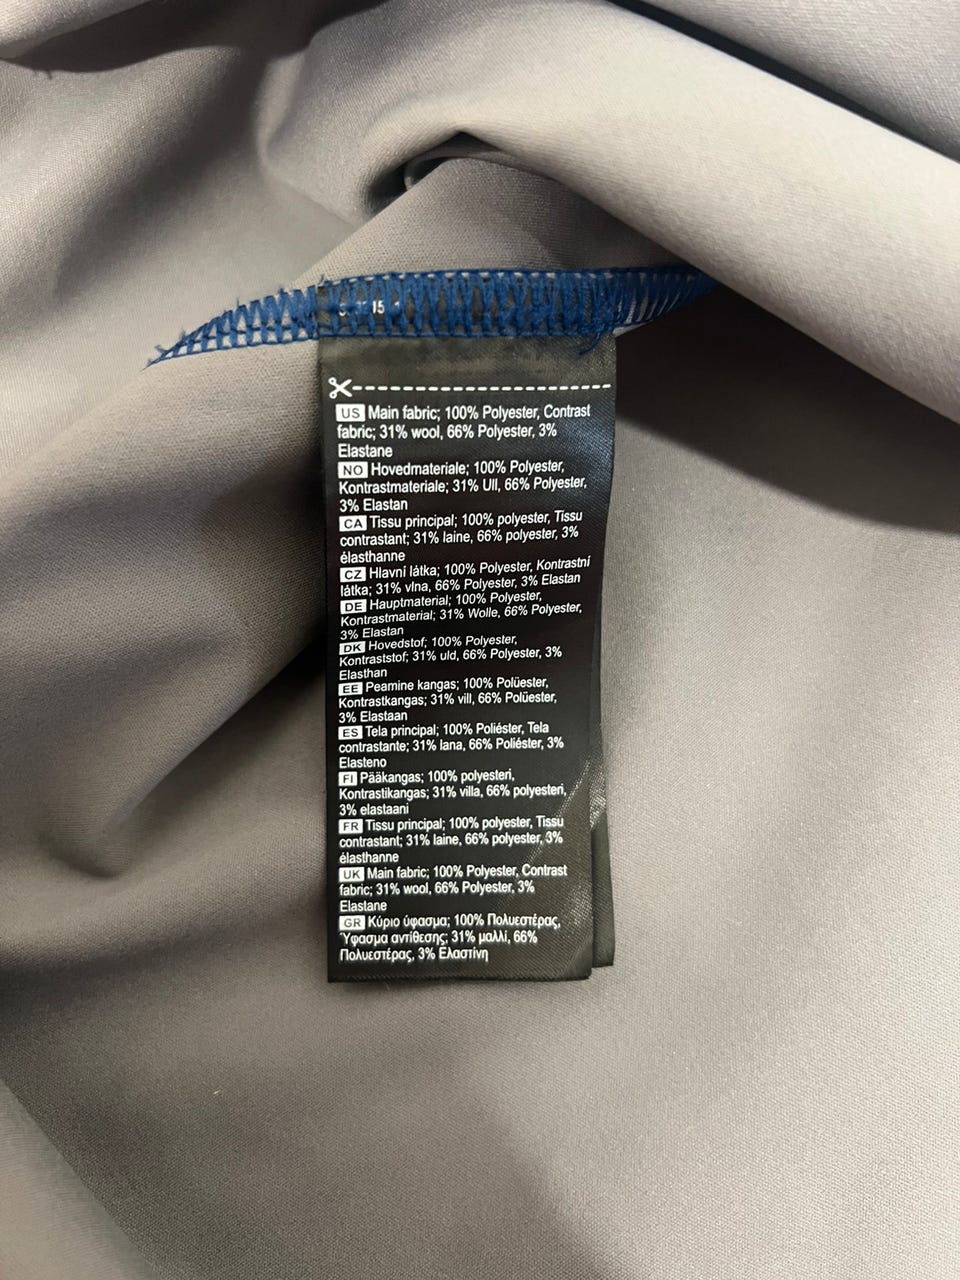 US Main fabric; 100% Polyester, Contrast
fabric; 31% wool, 66% Polyester, 3%
Elastane
NO Hovedmateriale; 100% Polyester,
Kontrastmateriale; 31% Ull, 66% Polyester,
3% Elastan
CA Tissu principal; 100% polyester, Tissu
contrastant; 31% laine, 66% polyester, 3%
élasthanne
CZ Hlavní látka; 100% Polyester, Kontrastní
látka; 31% vlna, 66% Polyester, 3% Elastan
DE Hauptmaterial; 100% Polyester,
Kontrastmaterial; 31% Wolle, 66% Polyester,
3% Elastan
DK Hovedstof; 100% Polyester,
Kontraststof; 31% uld, 66% Polyester, 3%
Elasthan
EE Peamine kangas; 100% Polüester,
Kontrastkangas; 31% vill, 66% Polüester,
3% Elastaan
ES Tela principal; 100% Poliéster, Tela
contrastante; 31% lana, 66% Poliéster, 3%
Elasteno
FI Pääkangas; 100% polyesteri,
Kontrastikangas; 31% villa, 66% polyesteri,
3% elastaani
FR Tissu principal; 100% polyester, Tissu
contrastant; 31% laine, 66% polyester, 3%
élasthanne
UK Main fabric; 100% Polyester, Contrast
fabric; 31% wool, 66% Polyester, 3%
Elastane
GR Κύριο ύφασμα; 100% Πολυεστέρας,
Ύφασμα αντίθεσης; 31% μαλλί, 66%
Πολυεστέρας, 3% Ελαστίνη